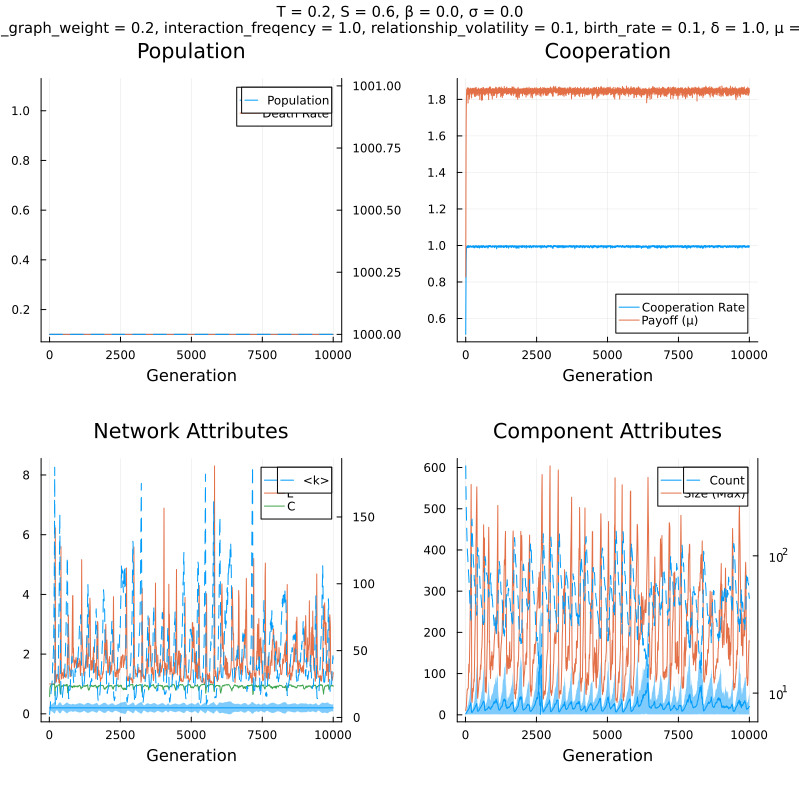 T = 0.2, S = 0.6, β = 0.0, σ = 0.0
_graph_weight = 0.2, interaction_freqency = 1.0, relationship_volatility = 0.1, birth_rate = 0.1, δ = 1.0, μ =
Population
Cooperation
1.0
0.8
0.6
0.4
0.2
1001.00
1000.75
1000.50
1000.25
1000.00
Population
Death Rate
0 2500 5000 7500 10000
Generation
1.8
1.6
1.4
1.2
1.0
0.8
0.6
Cooperation Rate
Payoff (μ)
0 2500 5000 7500 10000
Generation
Network Attributes
Component Attributes
8
6
4
2
0
150
100
50
0
<k>
L
C
0 2500 5000 7500 10000
Generation
600
500
400
300
200
100
0
10²
10¹
Count
Size (Max)
0 2500 5000 7500 10000
Generation